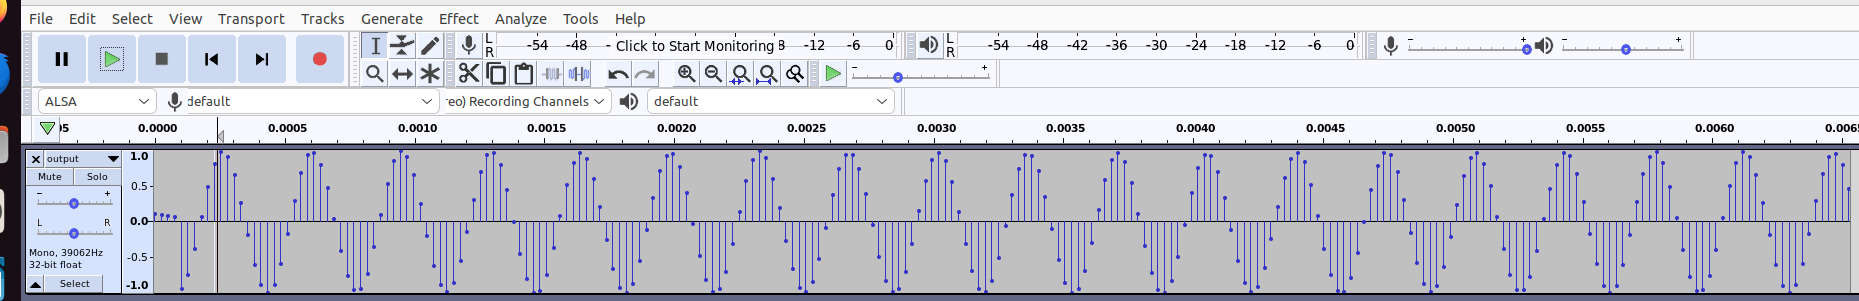 File Edit Select View Transport Tracks Generate Effect Analyze Tools Help
L -54 -48 - Click to Start Monitoring 8 -12 -6 0 L -54 -48 -42 -36 -30 -24 -18 -12 -6 0 - + - +
R R
- +
ALSA default reo) Recording Channels default
05 0.0000 0.0005 0.0010 0.0015 0.0020 0.0025 0.0030 0.0035 0.0040 0.0045 0.0050 0.0055 0.0060 0.0065
output 1.0
Mute Solo
- + 0.5
L R 0.0
Mono, 39062Hz -0.5
32-bit float
Select -1.0